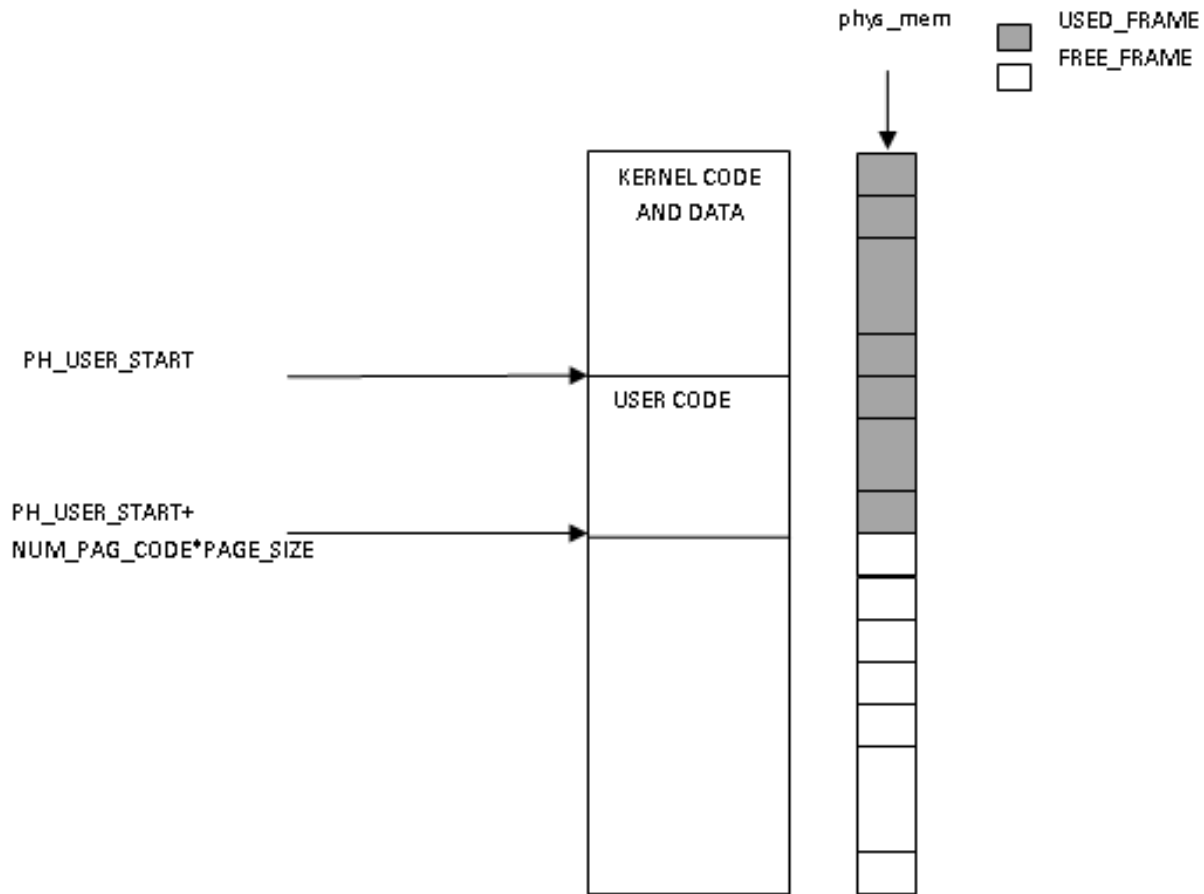 phys_mem
USED_FRAME
FREE_FRAME
KERNEL CODE
AND DATA
PH_USER_START
USER CODE
PH_USER_START+
NUM_PAG_CODE*PAGE_SIZE